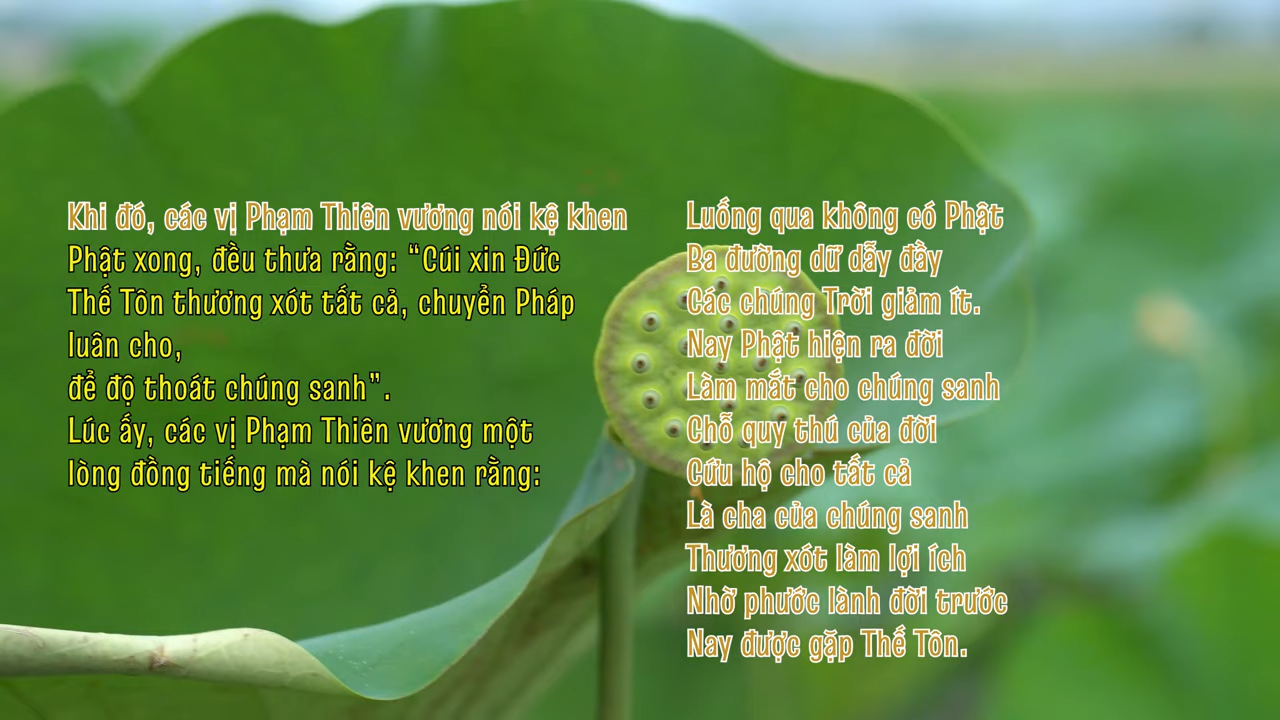 Khi đó, các vị Phạm Thiên vương nói kệ khen
Phật xong, đều thưa rằng: “Cúi xin Đức
Thế Tôn thương xót tất cả, chuyển Pháp
luân cho,
để độ thoát chúng sanh”.
Lúc ấy, các vị Phạm Thiên vương một
lòng đồng tiếng mà nói kệ khen rằng:
Luống qua không có Phật
Ba đường dữ dẫy đầy
Các chúng Trời giảm ít.
Nay Phật hiện ra đời
Làm mắt cho chúng sanh
Chỗ quy thú của đời
Cứu hộ cho tất cả
Là cha của chúng sanh
Thương xót làm lợi ích
Nhờ phước lành đời trước
Nay được gặp Thế Tôn.